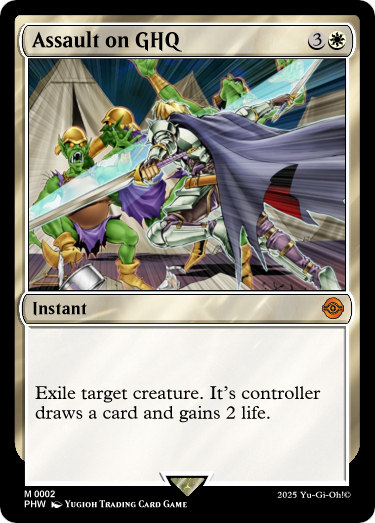 Assault on GHQ 3
Instant
Exile target creature. It's controller
draws a card and gains 2 life.
M 0002
PHW Yugioh Trading Card Game 2025 Yu-Gi-Oh!©